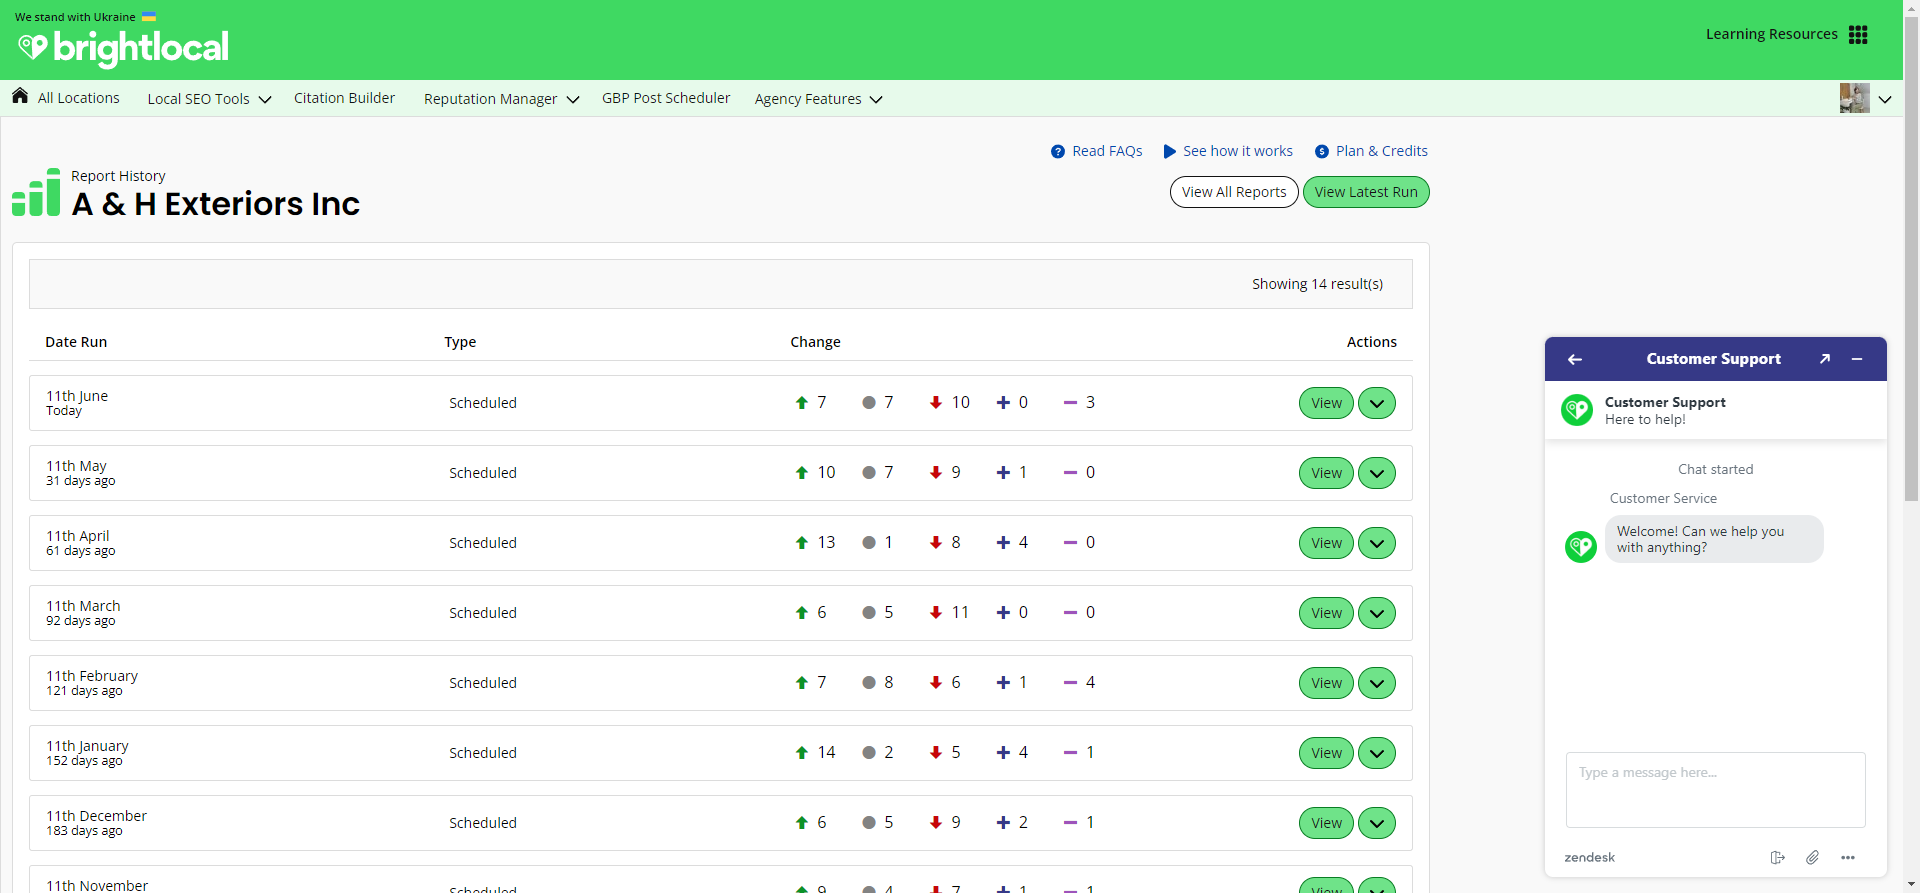 We stand with Ukraine
brightlocal
Learning Resources
All Locations
Local SEO Tools
Citation Builder
Reputation Manager
GBP Post Scheduler
Agency Features
Read FAQs
See how it works
Plan & Credits
Report History
A & H Exteriors Inc
View All Reports
View Latest Run
Showing 14 result(s)
Date Run Type Change Actions
11th June
Today
Scheduled 7 7 10 0 3 View
11th May
31 days ago
Scheduled 10 7 9 1 0 View
11th April
61 days ago
Scheduled 13 1 8 4 0 View
11th March
92 days ago
Scheduled 6 5 11 0 0 View
11th February
121 days ago
Scheduled 7 8 6 1 4 View
11th January
152 days ago
Scheduled 14 2 5 4 1 View
11th December
183 days ago
Scheduled 6 5 9 2 1 View
11th November
Scheduled 9 4 7 1 1 View
Customer Support
Customer Support
Here to help!
Chat started
Customer Service
Welcome! Can we help you
with anything?
Type a message here...
zendesk